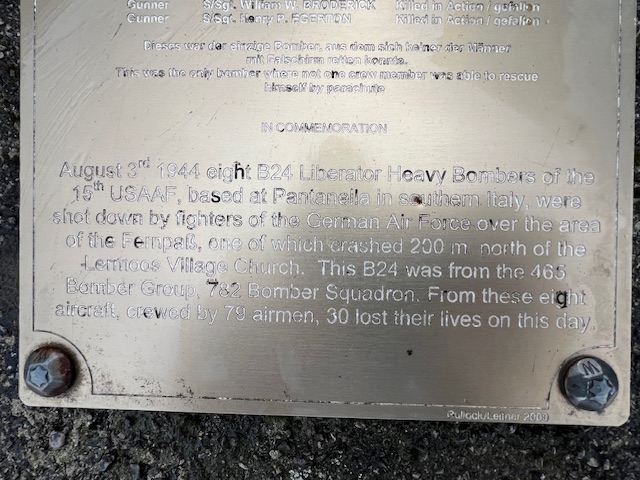 Gunner S/Sgt. William W. BRODERICK Killed in Action / gefallen
Gunner S/Sgt. Henry P. EGERTON Killed in Action / gefallen
Dieses war der einzige Bomber, aus dem sich keiner der Männer
mit Fallschirm retten konnte.
This was the only bomber where not one crew member was able to rescue
himself by parachute
IN COMMEMORATION
August 3rd 1944 eight B24 Liberator Heavy Bombers of the
15th USAAF, based at Pantanella in southern Italy, were
shot down by fighters of the German Air Force over the area
of the Fernpaß, one of which crashed 200 m. north of the
Lermoos Village Church. This B24 was from the 465
Bomber Group, 782 Bomber Squadron. From these eight
aircraft, crewed by 79 airmen, 30 lost their lives on this day.
2009